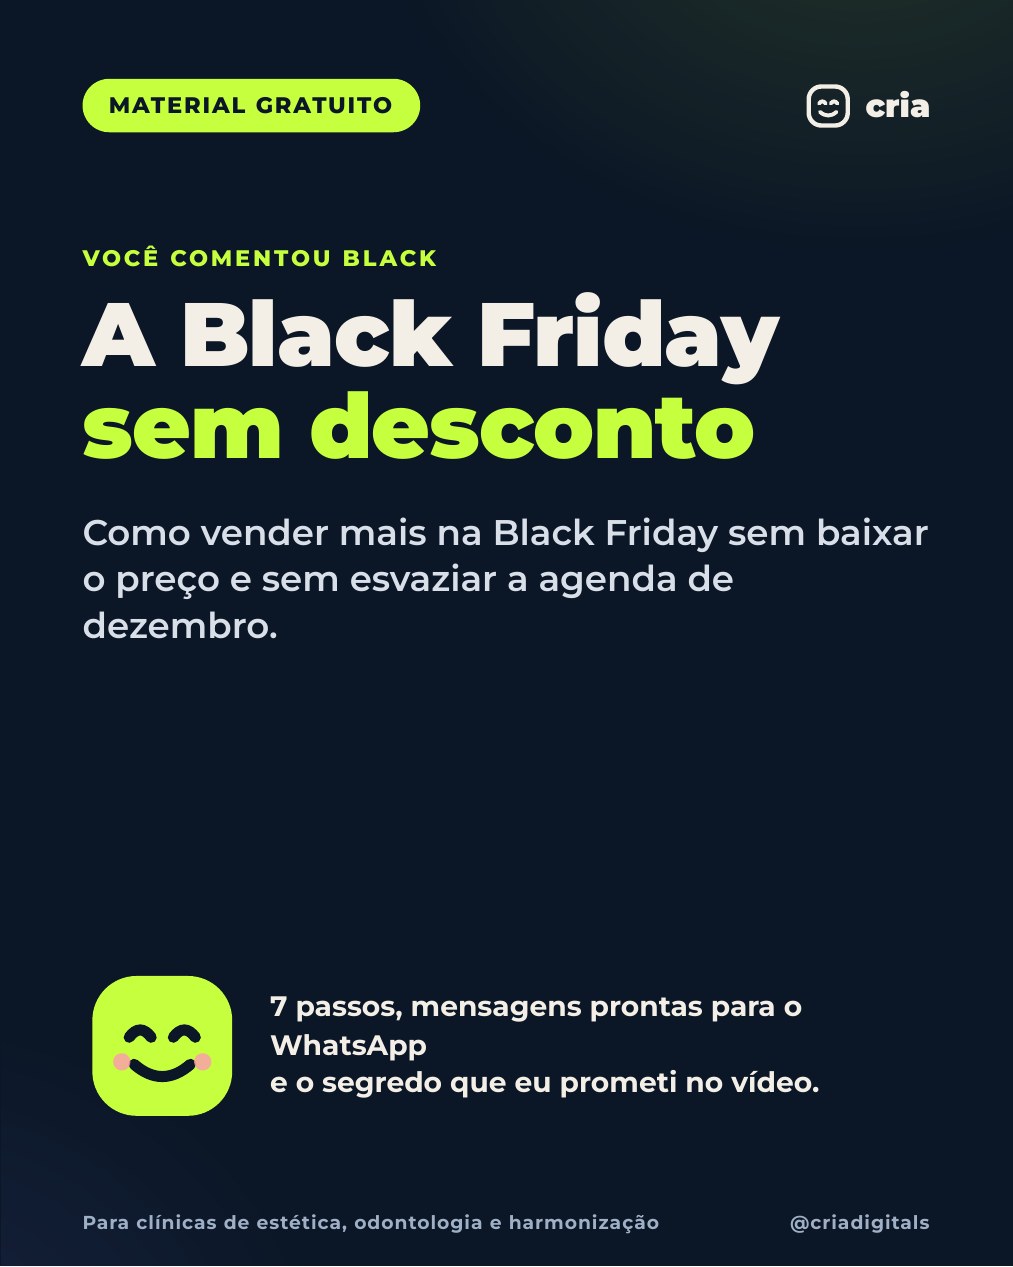 MATERIAL GRATUITO
cria
VOCÊ COMENTOU BLACK
A Black Friday
sem desconto
Como vender mais na Black Friday sem baixar
o preço e sem esvaziar a agenda de
dezembro.
7 passos, mensagens prontas para o
WhatsApp
e o segredo que eu prometi no vídeo.
Para clínicas de estética, odontologia e harmonização
@criadigitals